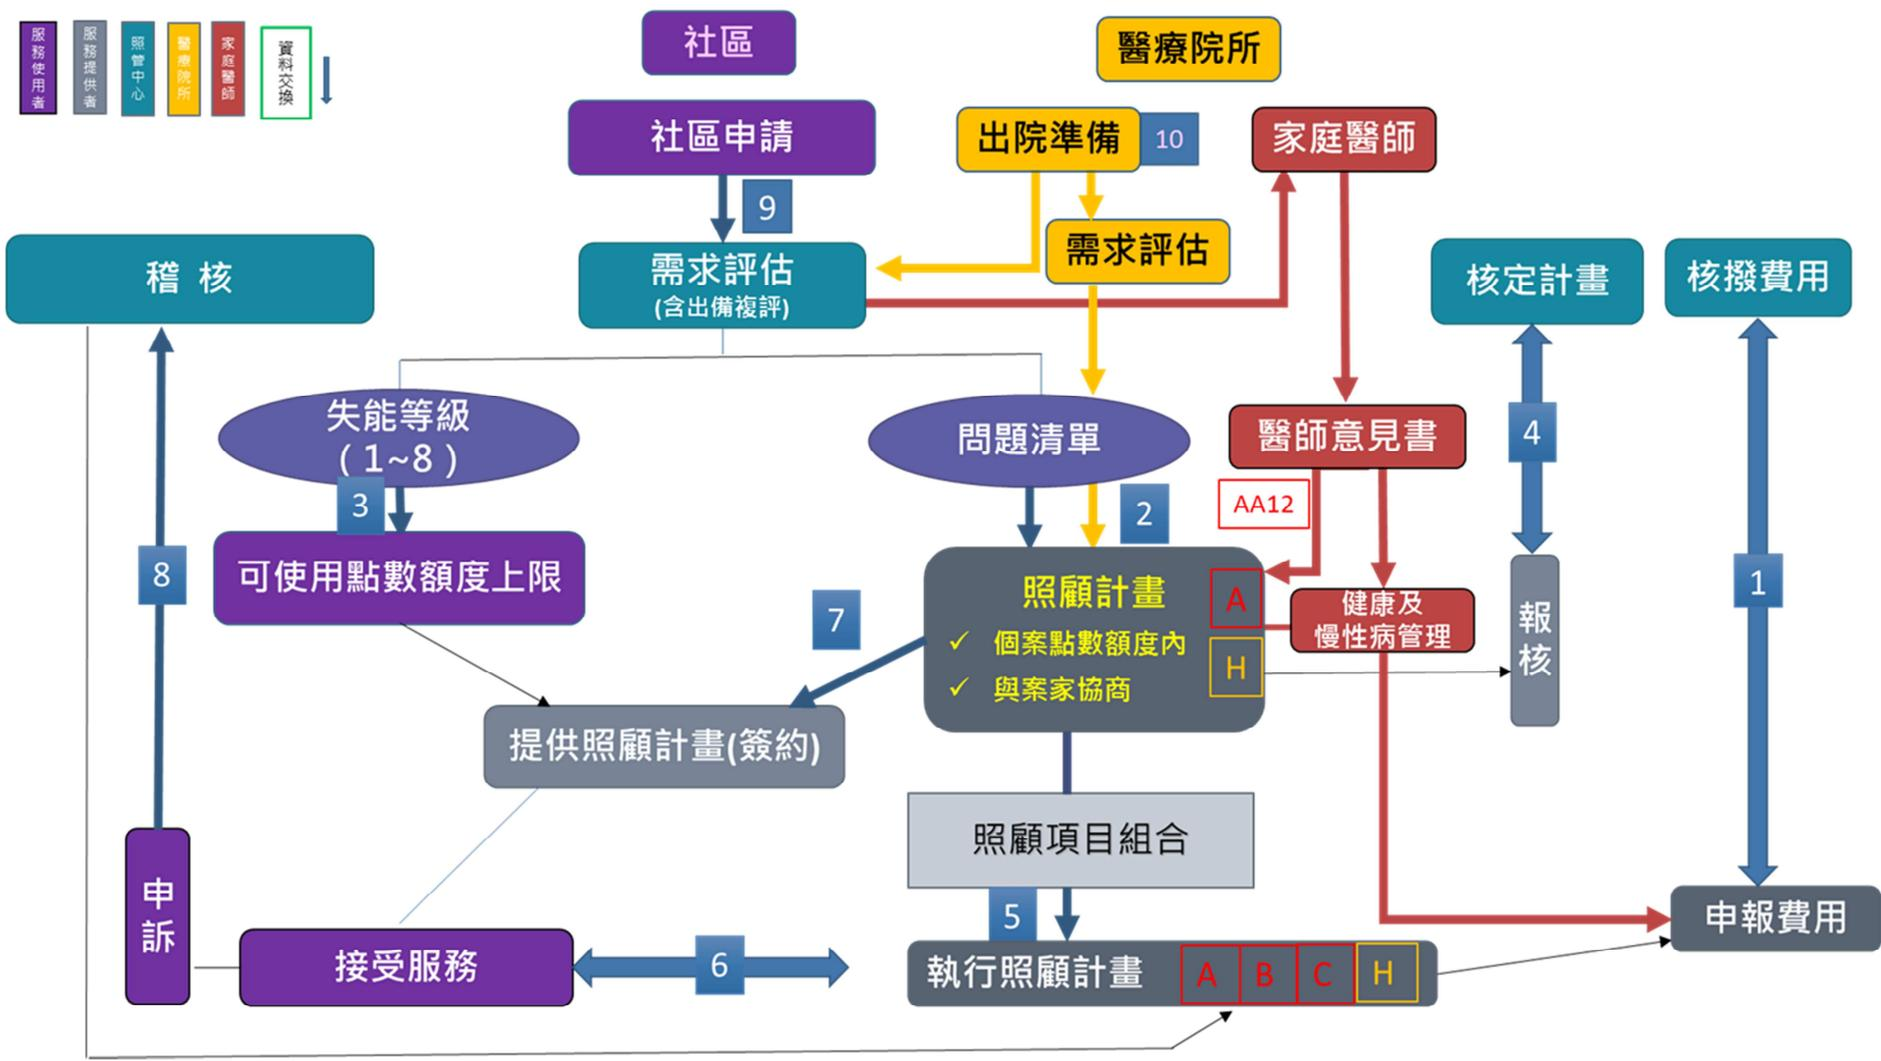 服務使用者
服務提供者
照管中心
醫療院所
家庭醫師
資料交換
社區
醫療院所
社區申請
出院準備
10
家庭醫師
9
需求評估
需求評估
(含出備複評)
稽 核
核定計畫
核撥費用
失能等級
(1~8)
問題清單
醫師意見書
4
3
2
AA12
8
可使用點數額度上限
7
照顧計畫
A
✓ 個案點數額度內
H
✓ 與案家協商
健康及
慢性病管理
報核
1
提供照顧計畫(簽約)
照顧項目組合
申訴
5
接受服務
6
執行照顧計畫
A
B
C
H
申報費用